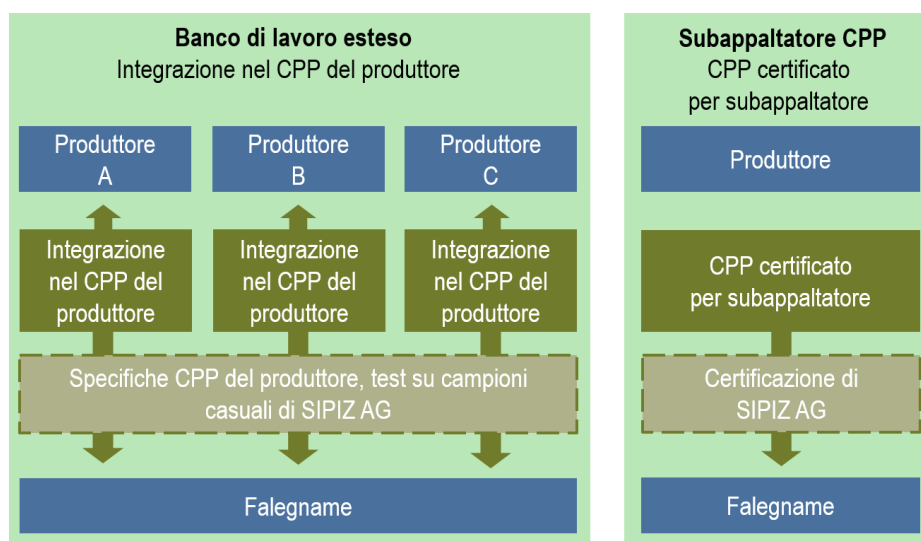 Banco di lavoro esteso
Integrazione nel CPP del produttore
Produttore
A
Produttore
B
Produttore
C
Integrazione
nel CPP del
produttore
Integrazione
nel CPP del
produttore
Integrazione
nel CPP del
produttore
Specifiche CPP del produttore, test su campioni
casuali di SIPIZ AG
Falegname
Subappaltatore CPP
CPP certificato
per subappaltatore
Produttore
CPP certificato
per subappaltatore
Certificazione di
SIPIZ AG
Falegname